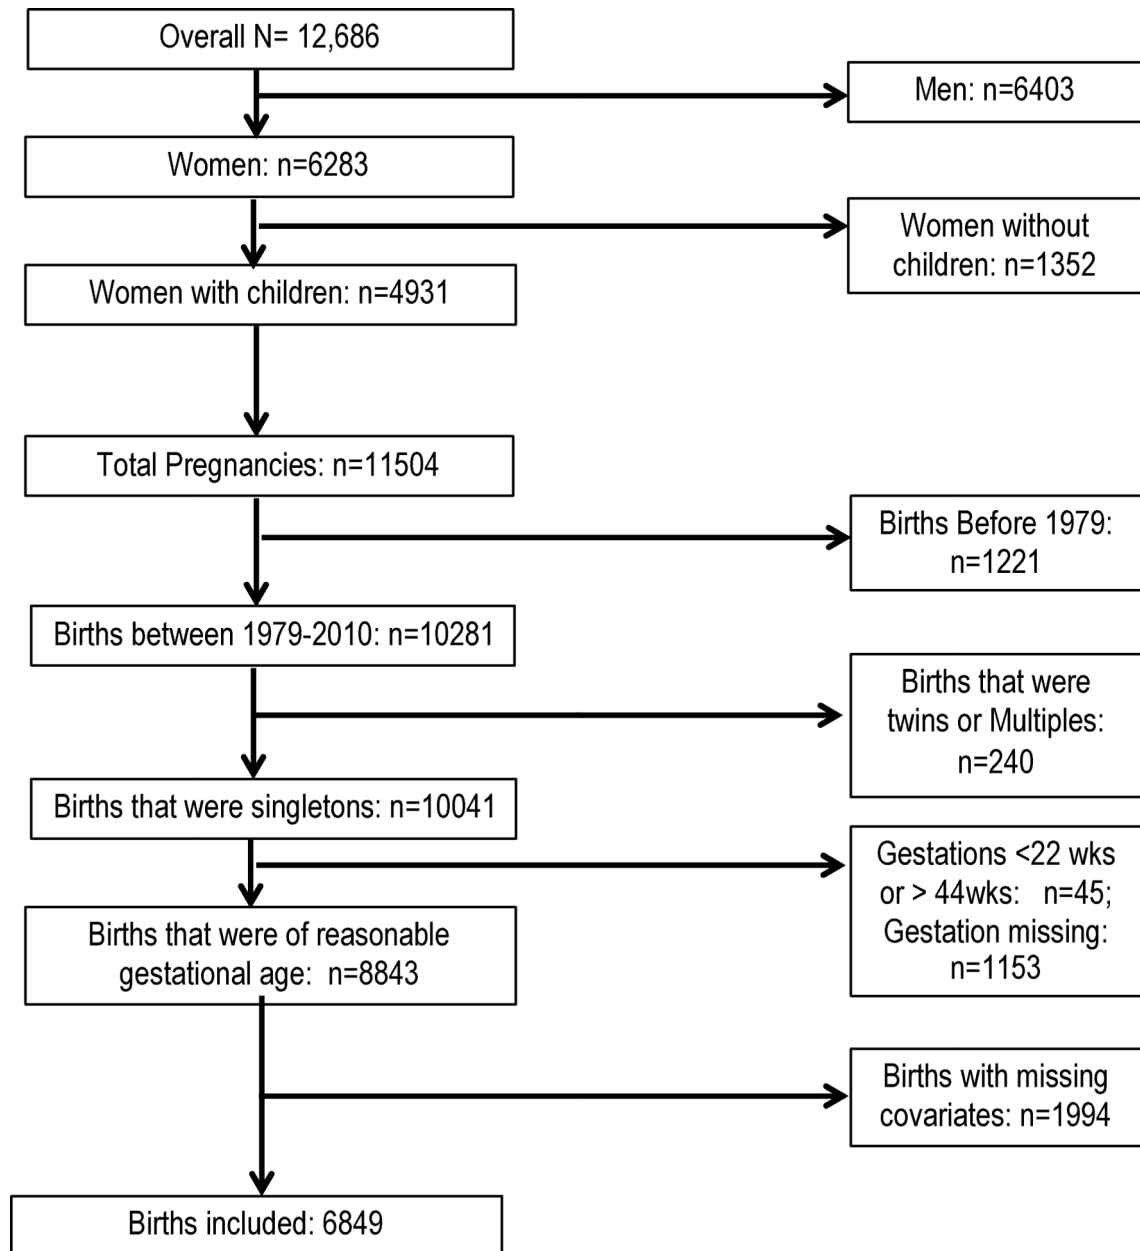 Overall N= 12,686
Men: n=6403
Women: n=6283
Women without
children: n=1352
Women with children: n=4931
Total Pregnancies: n=11504
Births Before 1979:
n=1221
Births between 1979-2010: n=10281
Births that were
twins or Multiples:
n=240
Births that were singletons: n=10041
Gestations <22 wks
or > 44wks: n=45;
Gestation missing:
n=1153
Births that were of reasonable
gestational age: n=8843
Births with missing
covariates: n=1994
Births included: 6849